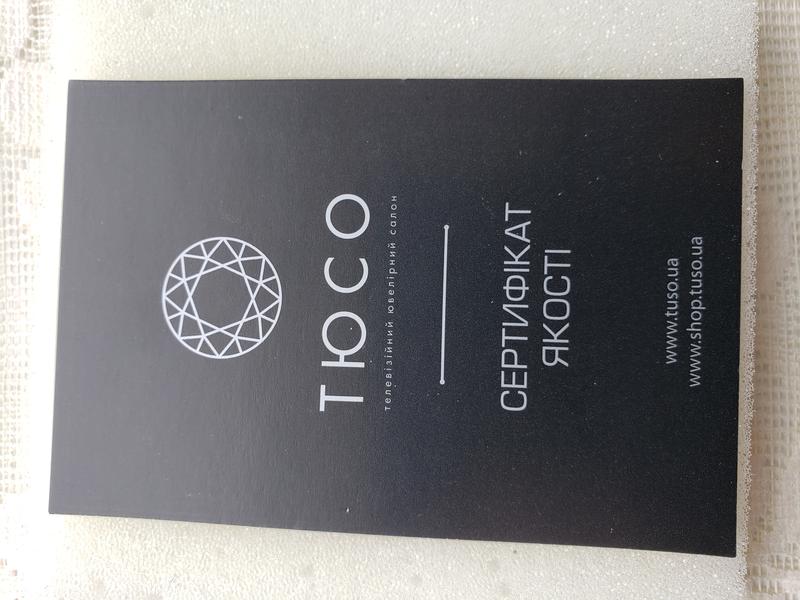 ТЮСО
телевізійний ювелірний салон
СЕРТИФІКАТ
ЯКОСТІ
www.tuso.ua
www.shop.tuso.ua